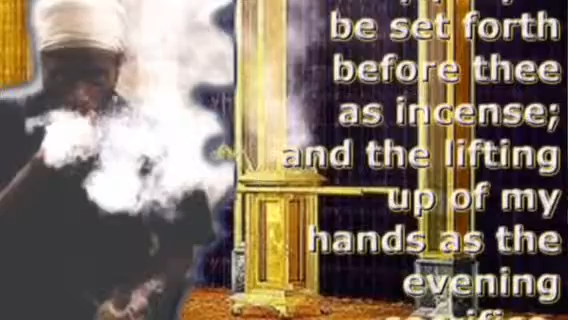 be set forth
before thee
as incense;
and the lifting
up of my
hands as the
evening